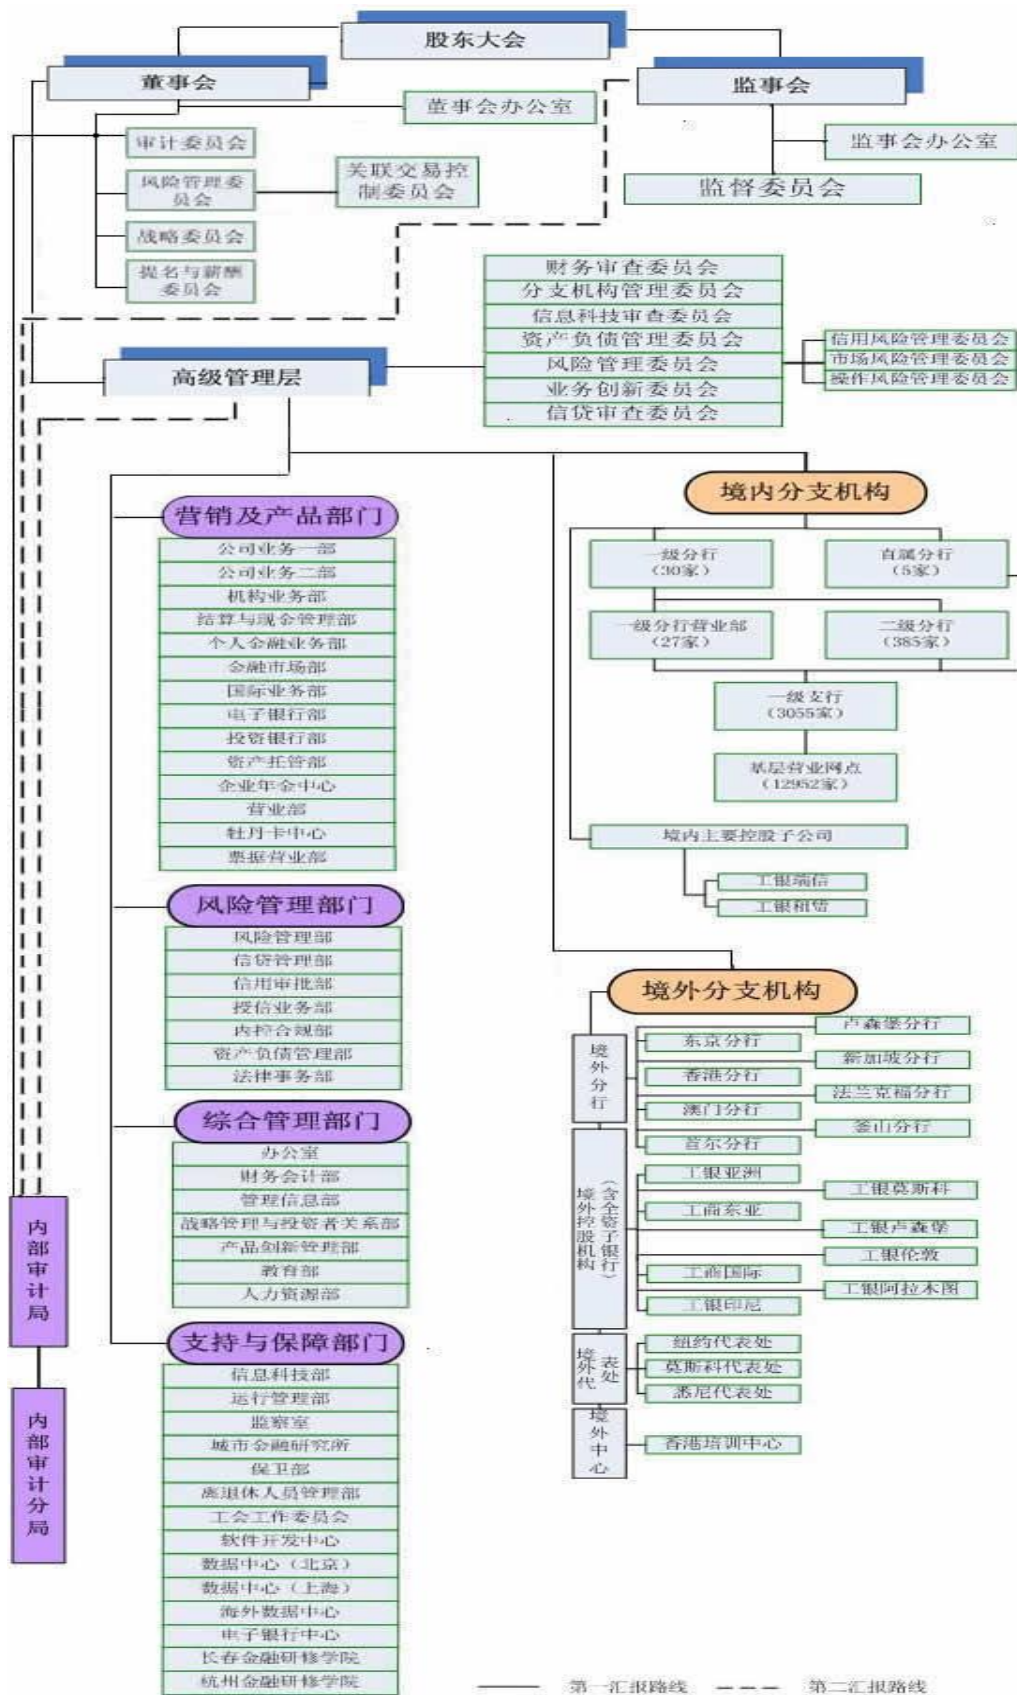 股东大会
董事会
监事会
董事会办公室
审计委员会
监事会办公室
风险管理委
员会
关联交易控
制委员会
监督委员会
战略委员会
提名与薪酬
委员会
财务审查委员会
分支机构管理委员会
信息科技审查委员会
资产负债管理委员会
风险管理委员会
业务创新委员会
信贷审查委员会
信用风险管理委员会
市场风险管理委员会
操作风险管理委员会
高级管理层
营销及产品部门
公司业务一部
公司业务二部
机构业务部
结算与现金管理部
个人金融业务部
金融市场部
国际业务部
电子银行部
投资银行部
资产托管部
企业年金中心
营业部
牡丹卡中心
票据营业部
风险管理部门
风险管理部
信贷管理部
信用审批部
授信业务部
内控合规部
资产负债管理部
法律事务部
综合管理部门
办公室
财务会计部
管理信息部
战略管理与投资者关系部
产品创新管理部
教育部
人力资源部
支持与保障部门
信息科技部
运行管理部
监察室
城市金融研究所
保卫部
离退休人员管理部
工会工作委员会
软件开发中心
数据中心（北京）
数据中心（上海）
海外数据中心
电子银行中心
长春金融研修学院
杭州金融研修学院
内部审计局
内部审计分局
境内分支机构
一级分行
（30家）
直属分行
（5家）
一级分行营业部
（27家）
二级分行
（385家）
一级支行
（3055家）
基层营业网点
（12952家）
境内主要控股子公司
工银瑞信
工银租赁
境外分支机构
境外分行
卢森堡分行
东京分行
新加坡分行
香港分行
法兰克福分行
澳门分行
釜山分行
首尔分行
境外控股机构
（含全资子银行）
工银亚洲
工银莫斯科
工商东亚
工银卢森堡
工银伦敦
工商国际
工银阿拉木图
工银印尼
境外代表处
纽约代表处
莫斯科代表处
悉尼代表处
境外中心
香港培训中心
第一汇报路线
第二汇报路线